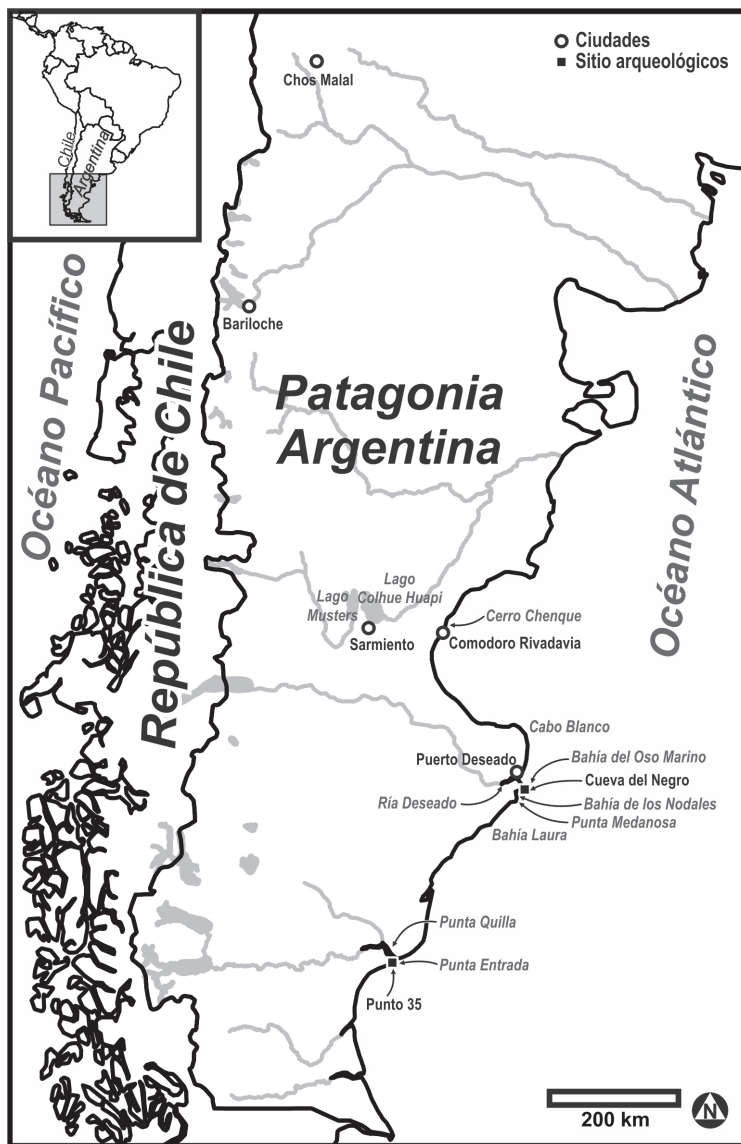 Ciudades
Sitio arqueológicos
Chos Malal
Chile
Argentina
Océano Pacífico
República de Chile
Bariloche
Patagonia
Argentina
Océano Atlántico
Lago
Colhue Huapi
Lago
Musters
Sarmiento
Cerro Chenque
Comodoro Rivadavia
Cabo Blanco
Puerto Deseado
Bahía del Oso Marino
Cueva del Negro
Ría Deseado
Bahía de los Nodales
Punta Medanosa
Bahía Laura
Punta Quilla
Punta Entrada
Punto 35
200 km
N